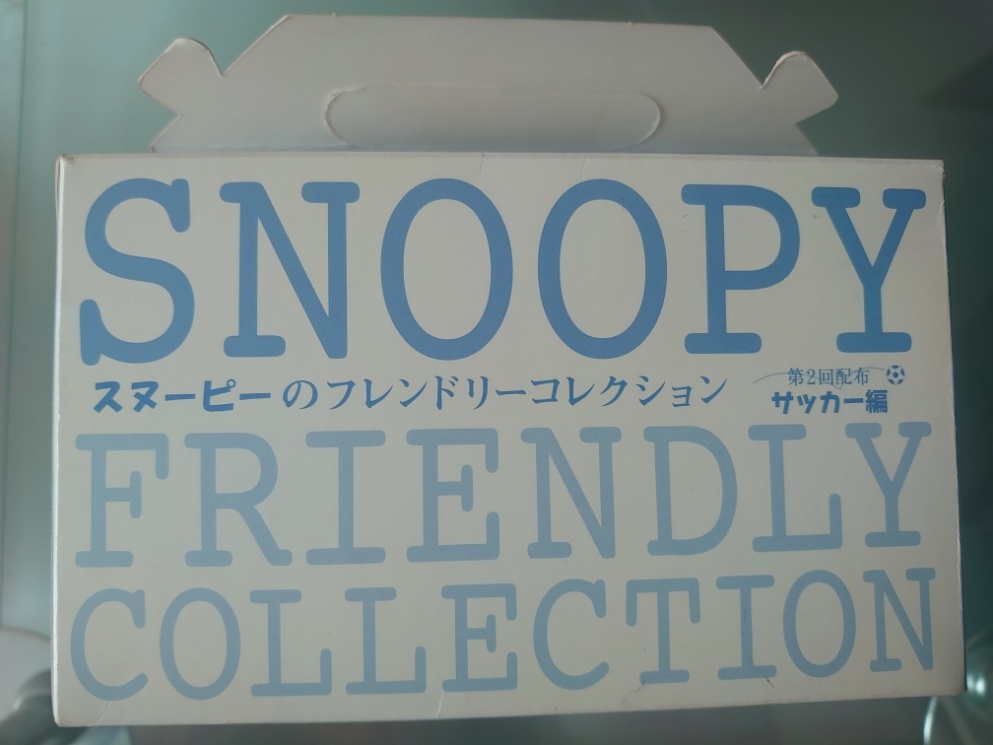 SNOOPY
スヌーピーのフレンドリーコレクション
第2回配布
サッカー編
FRIENDLY
COLLECTION